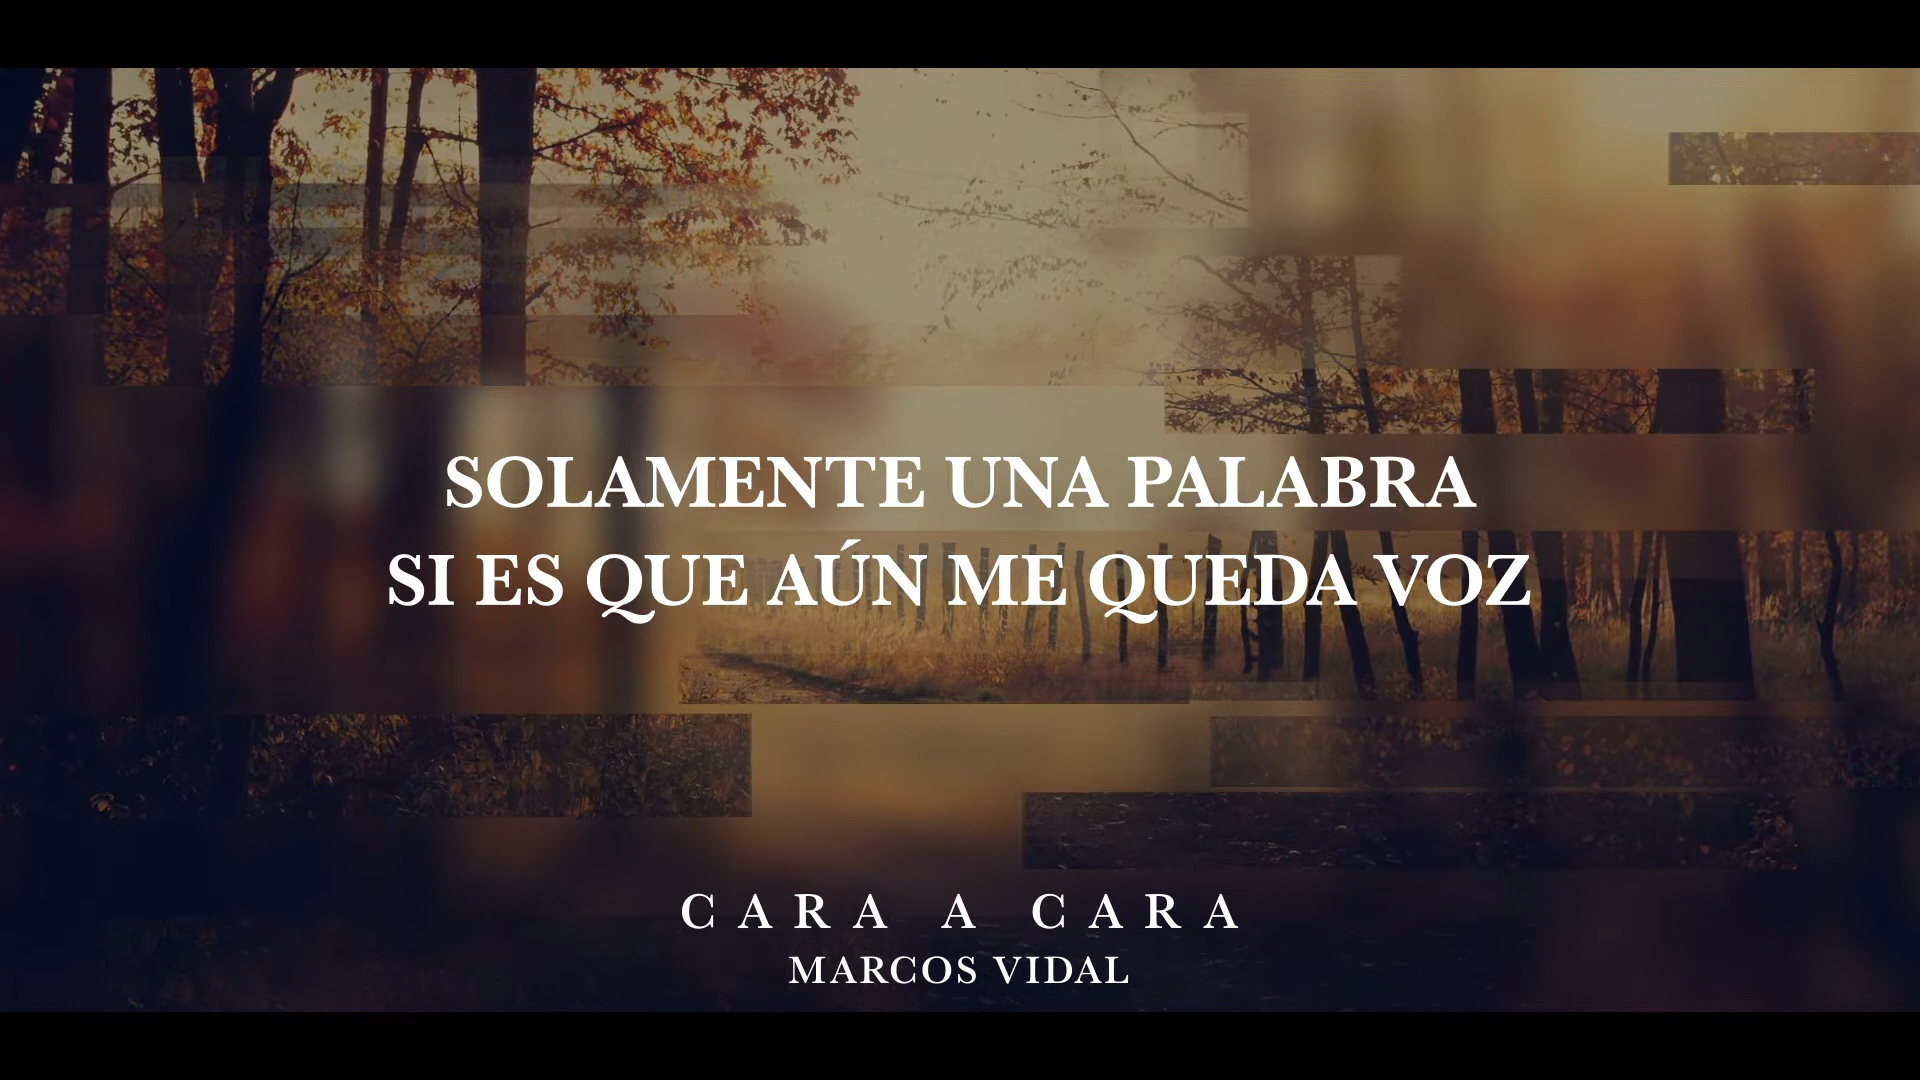 SOLAMENTE UNA PALABRA
SI ES QUE AÚN ME QUEDA VOZ
CARA A CARA
MARCOS VIDAL